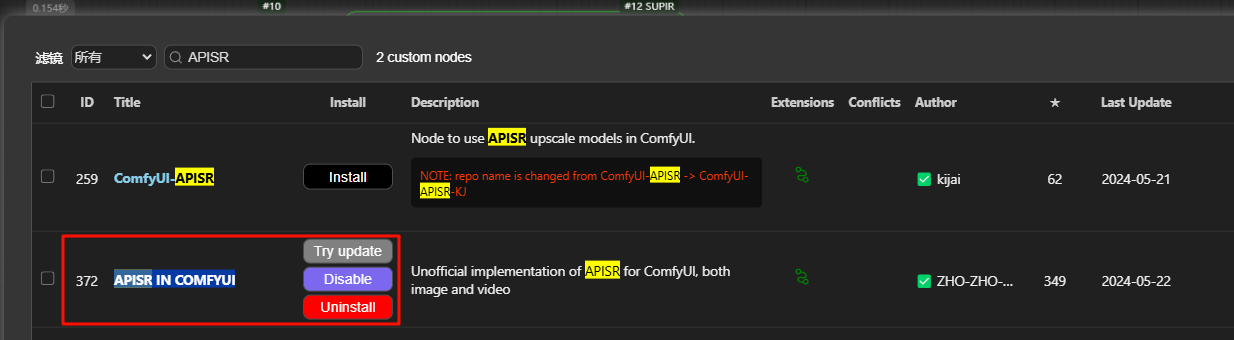 0.154秒 #10 #12 SUPIR
滤镜 所有 APISR 2 custom nodes
ID Title Install Description Extensions Conflicts Author ★ Last Update
Node to use APISR upscale models in ComfyUI.
259 ComfyUI-APISR Install NOTE: repo name is changed from ComfyUI-APISR -> ComfyUI-
APISR-KJ
kijai 62 2024-05-21
Try update
372 APISR IN COMFYUI Disable Unofficial implementation of APISR for ComfyUI, both
image and video
ZHO-ZHO-... 349 2024-05-22
Uninstall